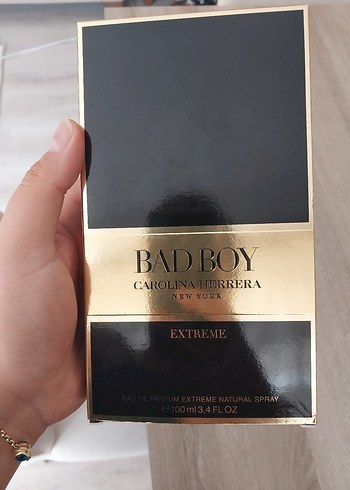 BAD BOY
CAROLINA HERRERA
NEW YORK
EXTREME
EAU DE PARFUM EXTREME NATURAL SPRAY
℮100 ml 3.4 FL OZ